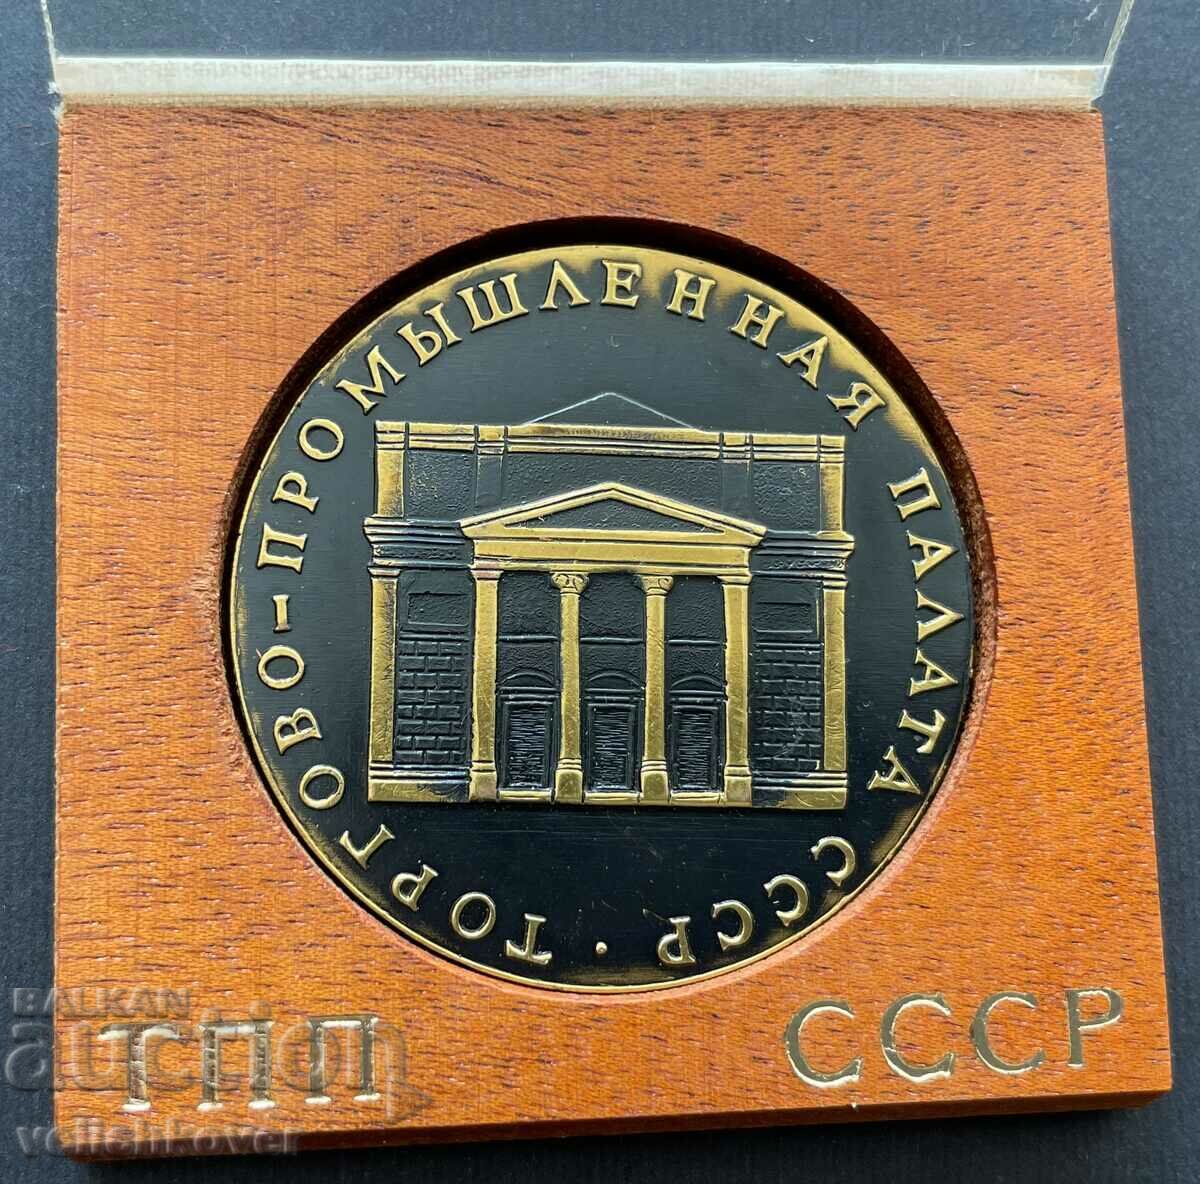 ТОРГОВО-ПРОМЫШЛЕННАЯ ПАЛАТА СССР ·
ТПП СССР
BALKAN
auction
velichkover